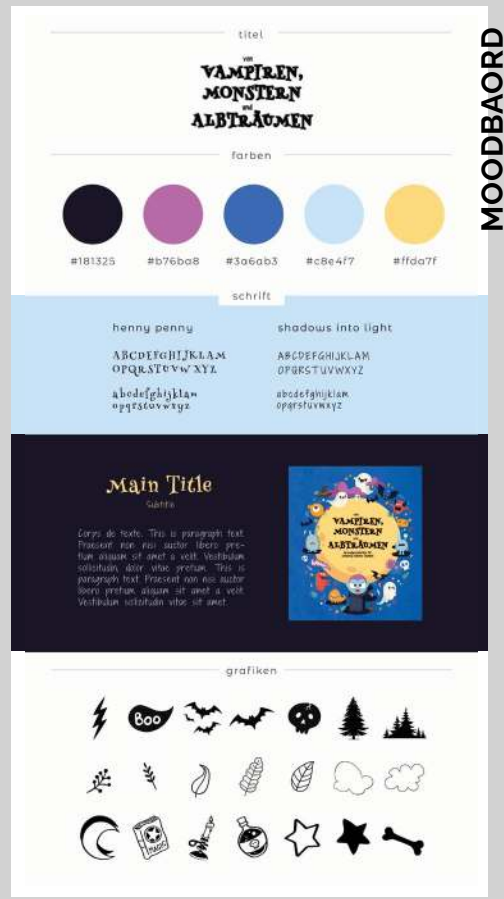 MOODBAORD
titel
von
VAMPIREN,
MONSTERN
und
ALBTRÄUMEN
farben
#181325
#b76ba8
#3a6ab3
#c8e4f7
#ffda7f
schrift
henny penny
ABCDEFGHIJKLAM
OPQRSTUVWXYZ
abcdefghijklam
opqrstuvwxyz
shadows into light
ABCDEFGHIJKLAM
OPQRSTUVWXYZ
abcdefghijklam
opqrstuvwxyz
Main Title
Subtitle
Corps de texte. This is paragraph text.
Praesent non nisi auctor libero pre-
tium aliquam sit amet a velit. Vestibulum
sollicitudin, dolor vitae pretium. This is
paragraph text. Praesent non nisi auctor
libero pretium aliquam sit amet a velit.
Vestibulum sollicitudin vitae sit amet.
VAMPIREN,
MONSTERN
ALBTRÄUMEN
grafiken
Boo
MAGIC